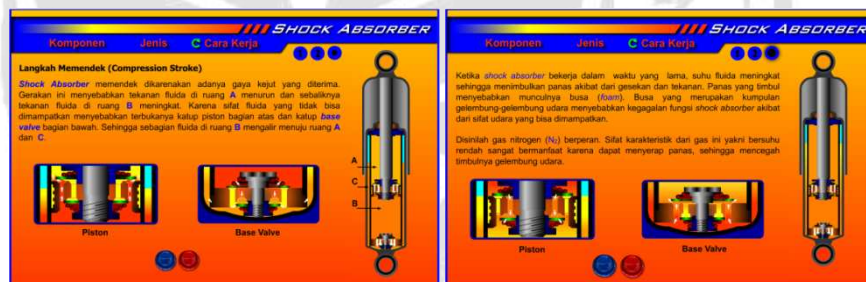 SHOCK ABSORBER
Komponen Jenis Cara Kerja
Langkah Memendek (Compression Stroke)
Shock Absorber memendek dikarenakan adanya gaya kejut yang diterima.
Gerakan ini menyebabkan tekanan fluida di ruang A menurun dan sebaliknya
tekanan fluida di ruang B meningkat. Karena sifat fluida yang tidak bisa
dimampatkan menyebabkan terbukanya katup piston bagian atas dan katup base
valve bagian bawah. Sehingga sebagian fluida di ruang B mengalir menuju ruang A
dan C.
A
C
B
Piston Base Valve
SHOCK ABSORBER
Komponen Jenis Cara Kerja
Ketika shock absorber bekerja dalam waktu yang lama, suhu fluida meningkat
sehingga menimbulkan panas akibat dari gesekan dan tekanan. Panas yang timbul
menyebabkan munculnya busa (foam). Busa yang merupakan kumpulan
gelembung-gelembung udara menyebabkan kegagalan fungsi shock absorber akibat
dari sifat udara yang bisa dimampatkan.
Disinilah gas nitrogen (N2) berperan. Sifat karakteristik dari gas ini yakni bersuhu
rendah sangat bermanfaat karena dapat menyerap panas, sehingga mencegah
timbulnya gelembung udara.
Piston Base Valve